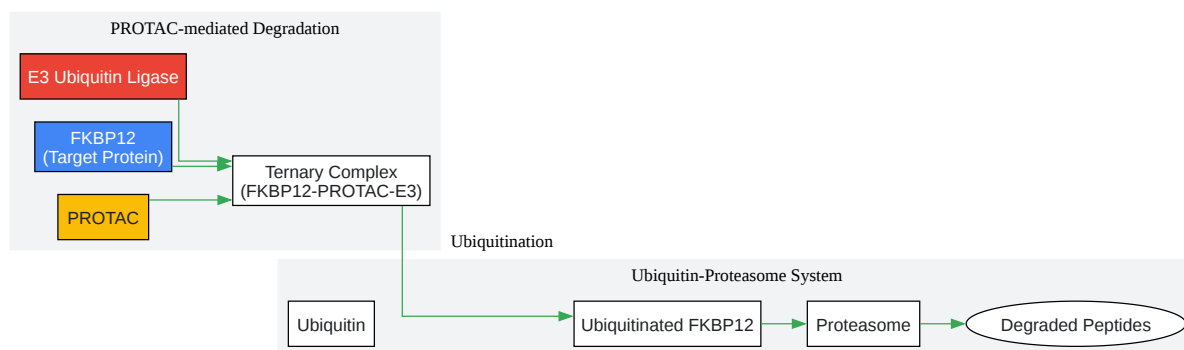 PROTAC-mediated Degradation
E3 Ubiquitin Ligase
FKBP12
(Target Protein)
PROTAC
Ternary Complex
(FKBP12-PROTAC-E3)
Ubiquitination
Ubiquitin-Proteasome System
Ubiquitin
Ubiquitinated FKBP12
Proteasome
Degraded Peptides